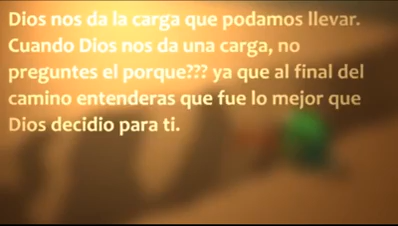 Dios nos da la carga que podamos llevar.
Cuando Dios nos da una carga, no
preguntes el porque??? ya que al final del
camino entenderas que fue lo mejor que
Dios decidio para ti.